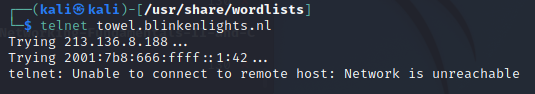 ┌──(kali㉿kali)-[/usr/share/wordlists]
└─$ telnet towel.blinkenlights.nl
Trying 213.136.8.188...
Trying 2001:7b8:666:ffff::1:42...
telnet: Unable to connect to remote host: Network is unreachable